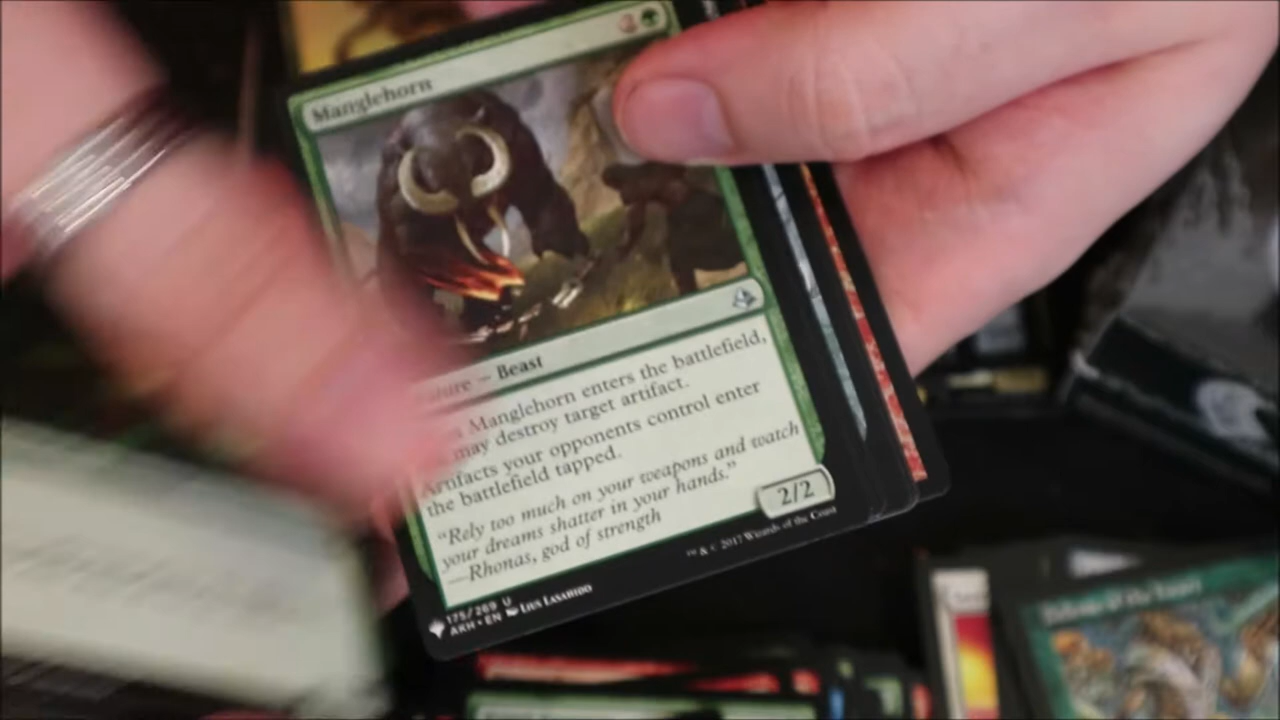 Manglehorn
2
ature — Beast
Manglehorn enters the battlefield,
may destroy target artifact.
Artifacts your opponents control enter
the battlefield tapped.
"Rely too much on your weapons and watch
your dreams shatter in your hands."
—Rhonas, god of strength
2/2
™ & © 2017 Wizards of the Coast
175/269 U
AKH • EN Lius Lasahido